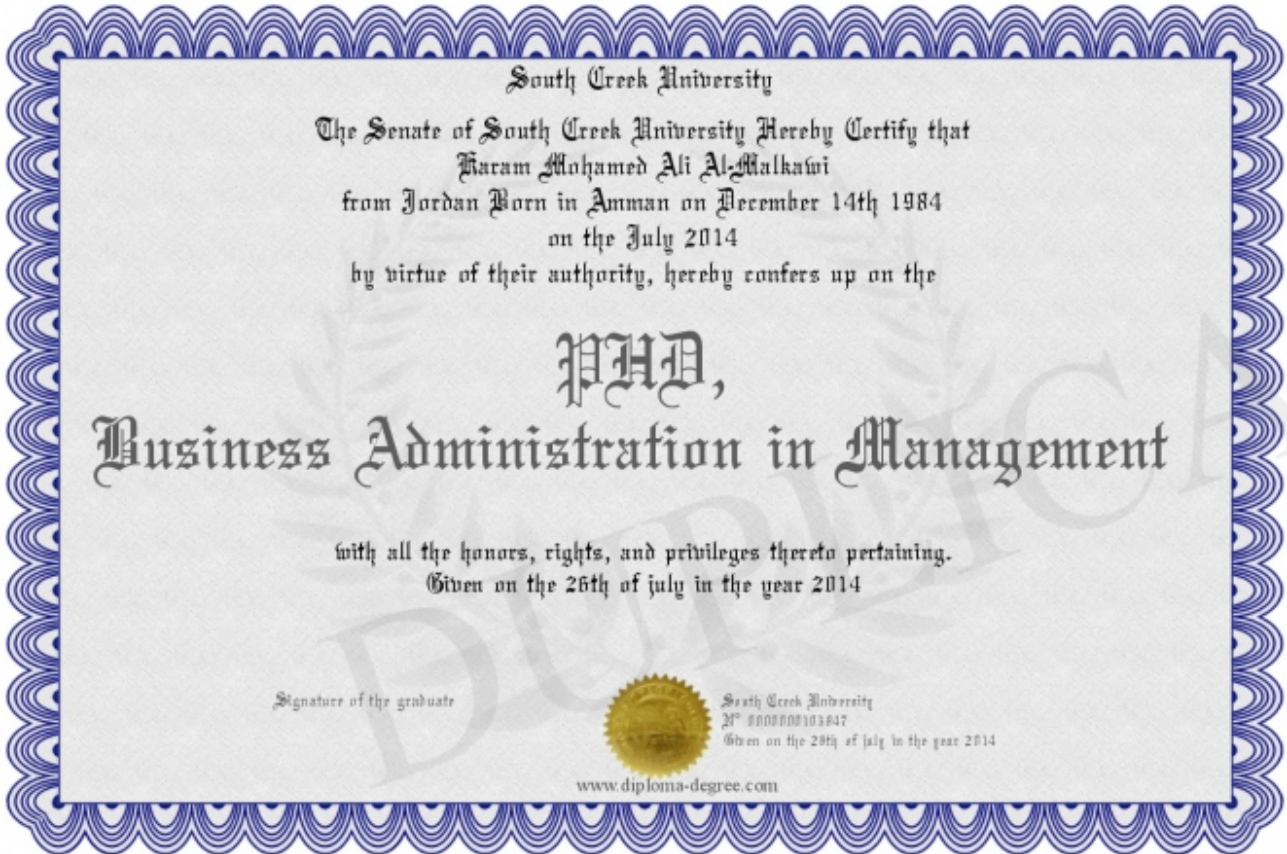 South Creek University
The Senate of South Creek University Hereby Certify that
Karam Mohamed Ali Al-Malkawi
from Jordan Born in Amman on December 14th 1984
on the July 2014
by virtue of their authority, hereby confers up on the
PHD,
Business Administration in Management
with all the honors, rights, and privileges thereto pertaining.
Given on the 26th of july in the year 2014
DUPLICA
Signature of the graduate
South Creek University
Given on the 28th of july in the year 2014
www.diploma-degree.com